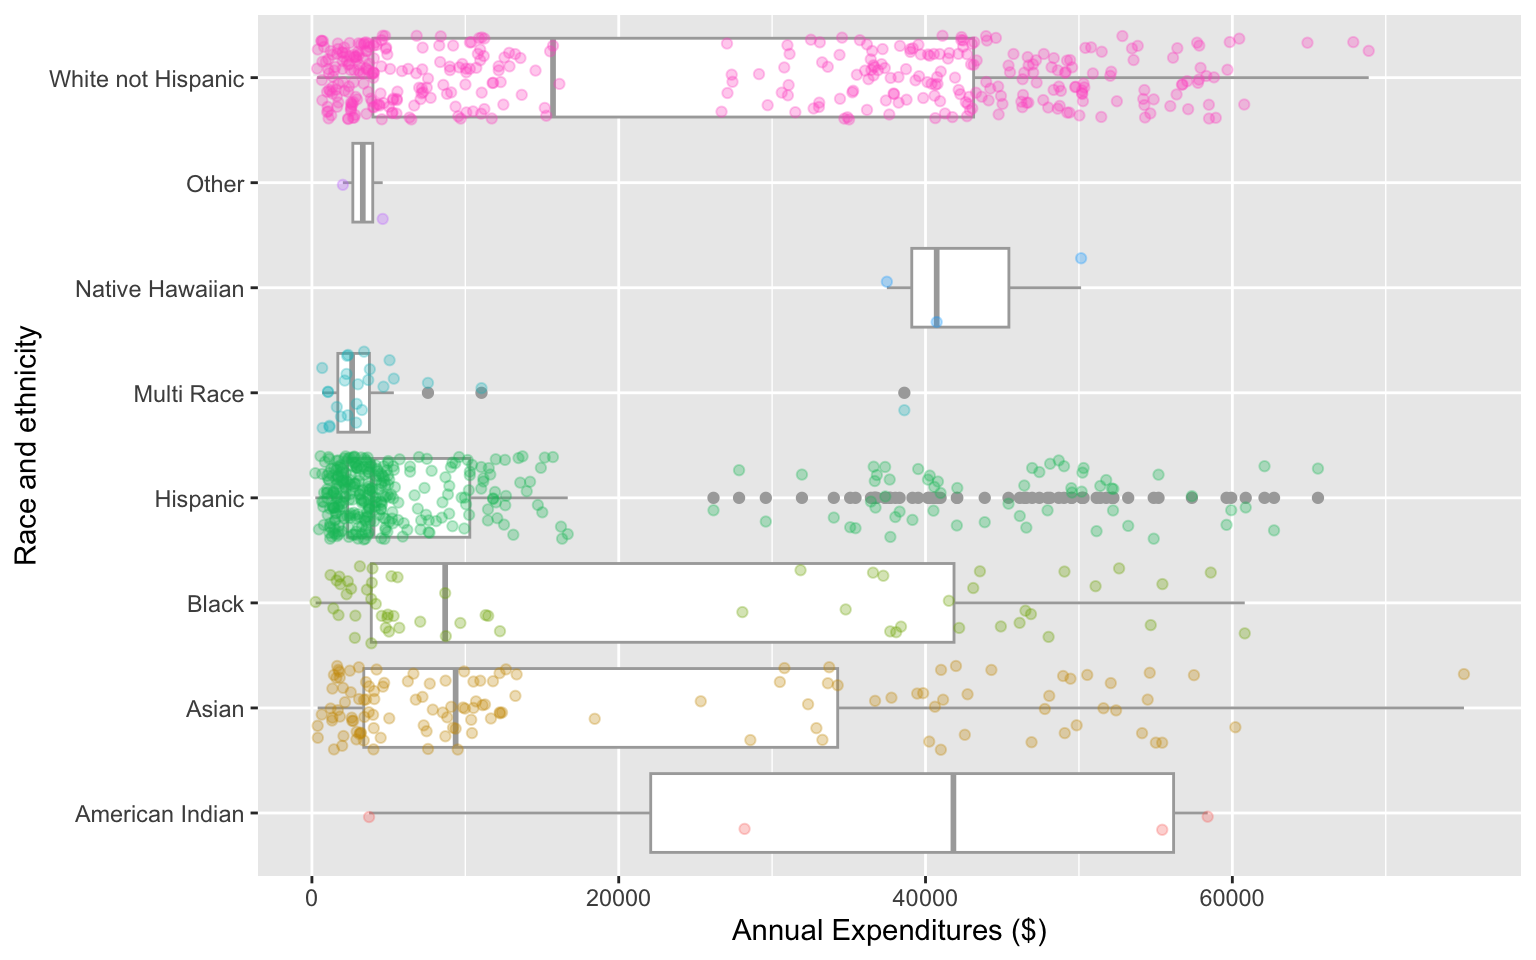 Race and ethnicity
White not Hispanic
Other
Native Hawaiian
Multi Race
Hispanic
Black
Asian
American Indian
0 20000 40000 60000
Annual Expenditures ($)